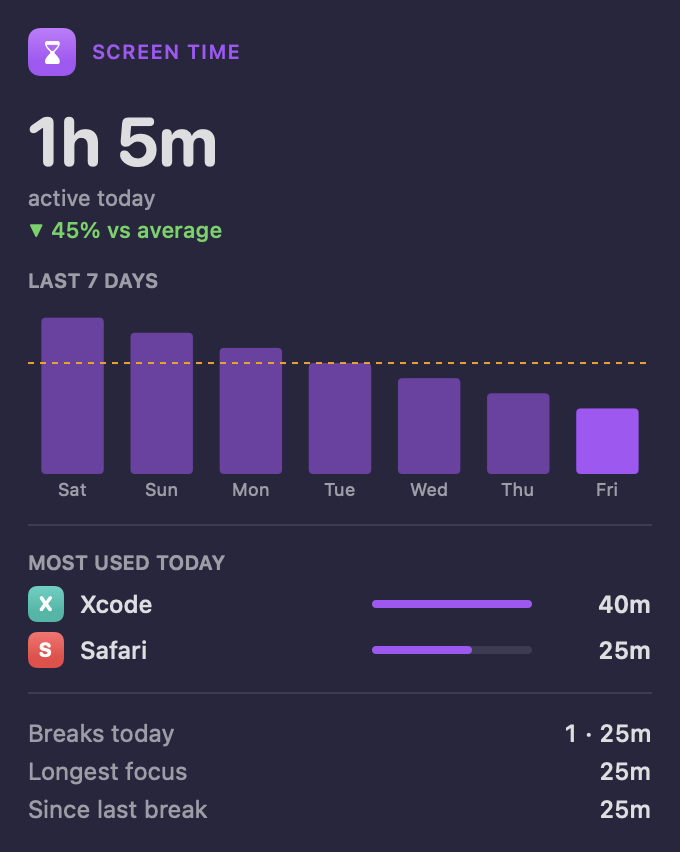 SCREEN TIME
1h 5m
active today
▼ 45% vs average
LAST 7 DAYS
Sat Sun Mon Tue Wed Thu Fri
MOST USED TODAY
X Xcode 40m
S Safari 25m
Breaks today 1 · 25m
Longest focus 25m
Since last break 25m